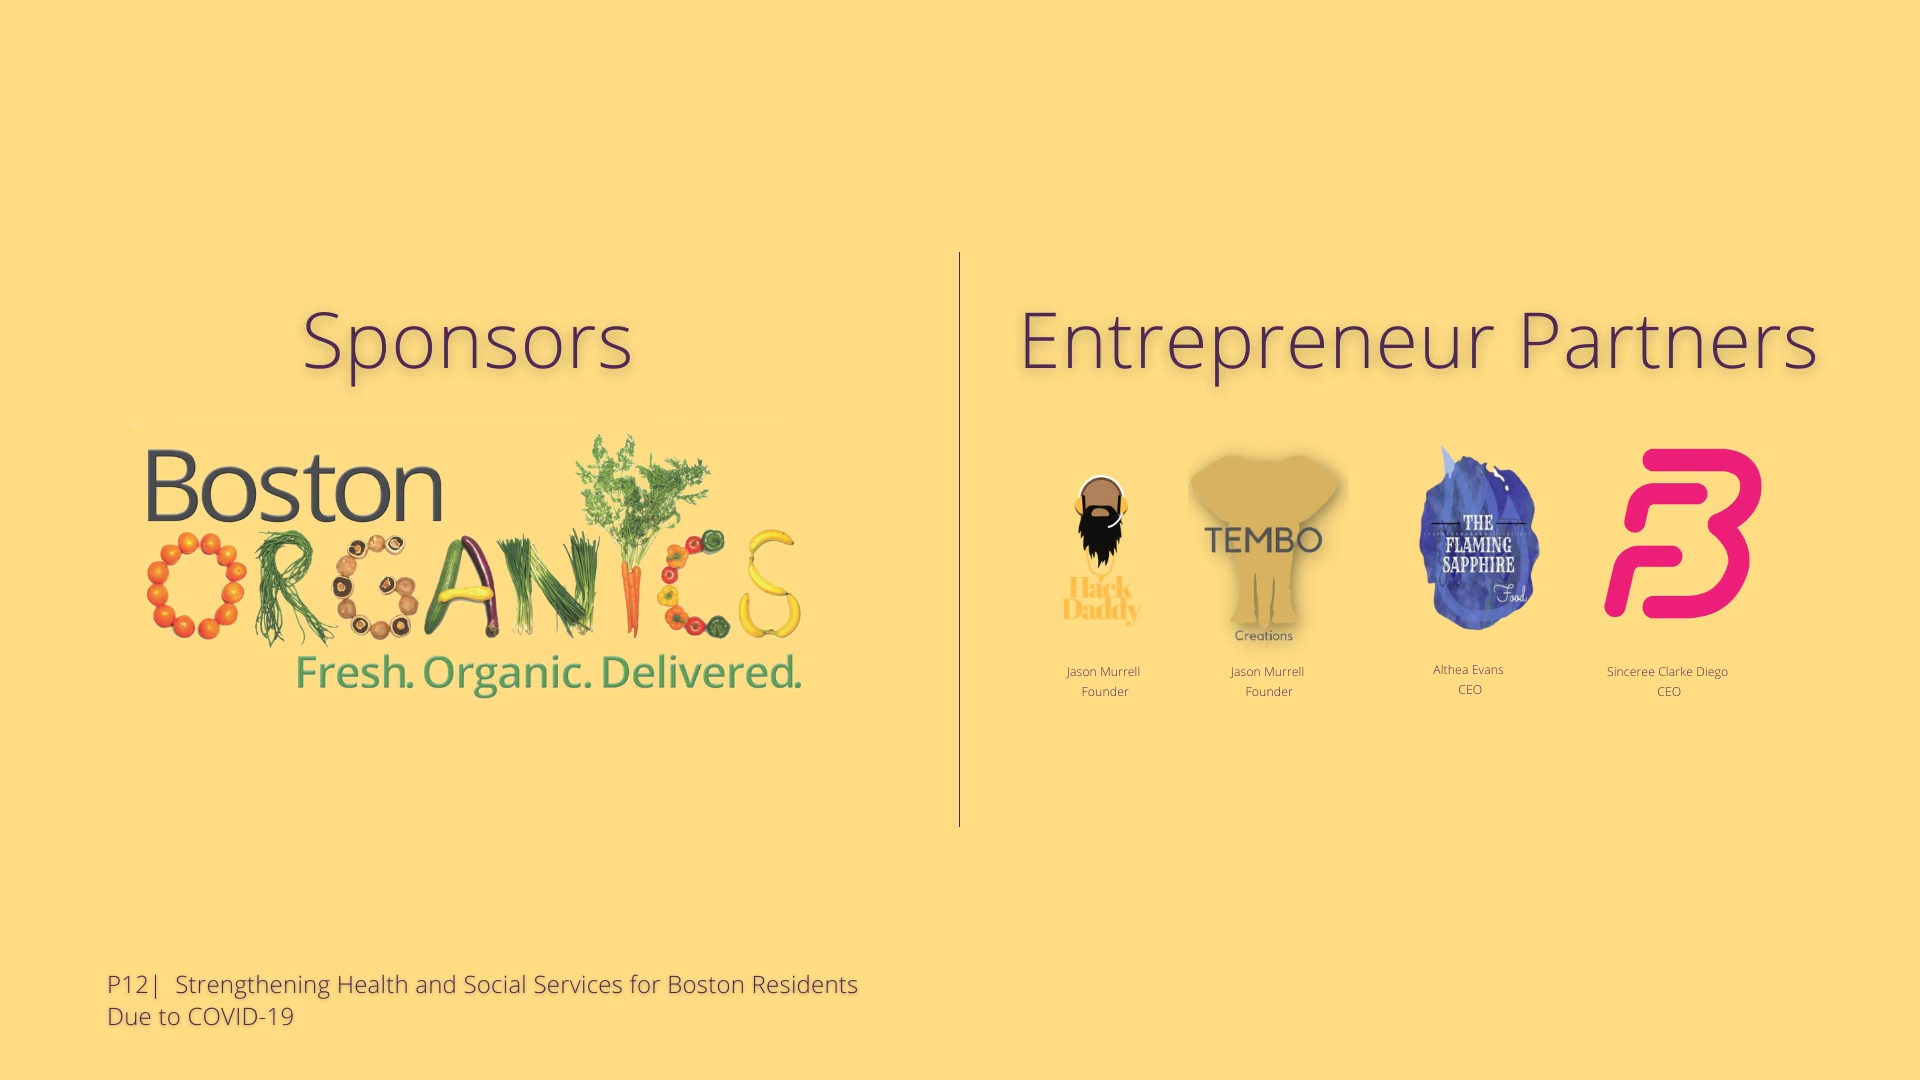 Sponsors
Boston
ORGANICS
Fresh. Organic. Delivered.
Entrepreneur Partners
Hack
Daddy
Jason Murrell
Founder
TEMBO
Creations
Jason Murrell
Founder
THE
FLAMING
SAPPHIRE
Food
Althea Evans
CEO
B
Sinceree Clarke Diego
CEO
P12| Strengthening Health and Social Services for Boston Residents
Due to COVID-19